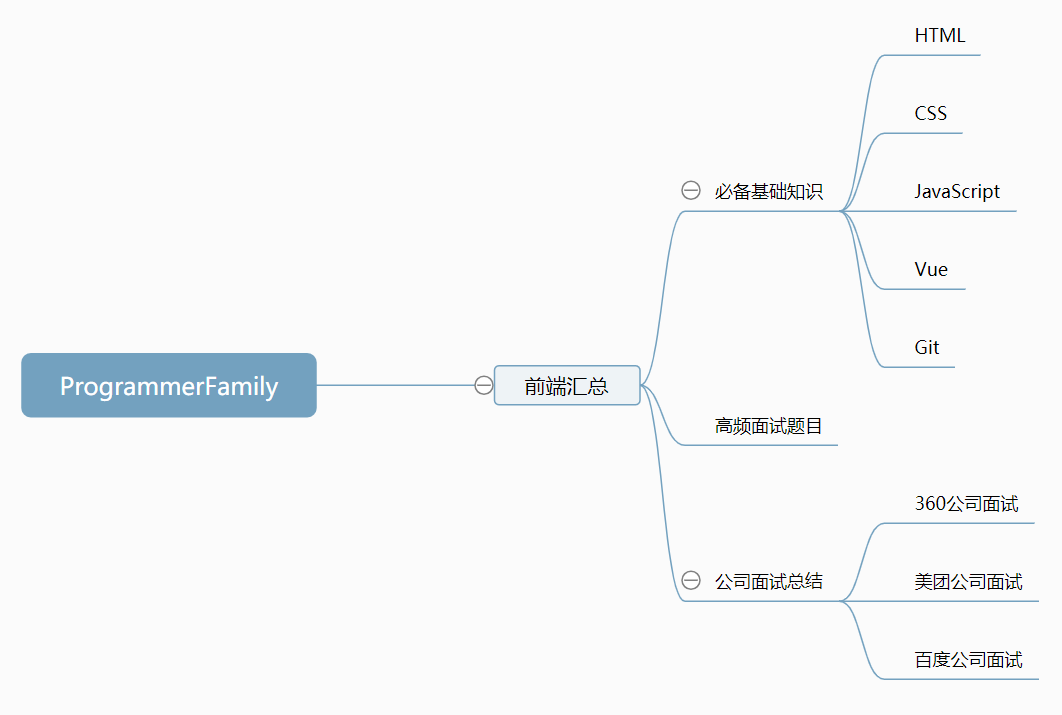 ProgrammerFamily
前端汇总
必备基础知识
HTML
CSS
JavaScript
Vue
Git
高频面试题目
公司面试总结
360公司面试
美团公司面试
百度公司面试